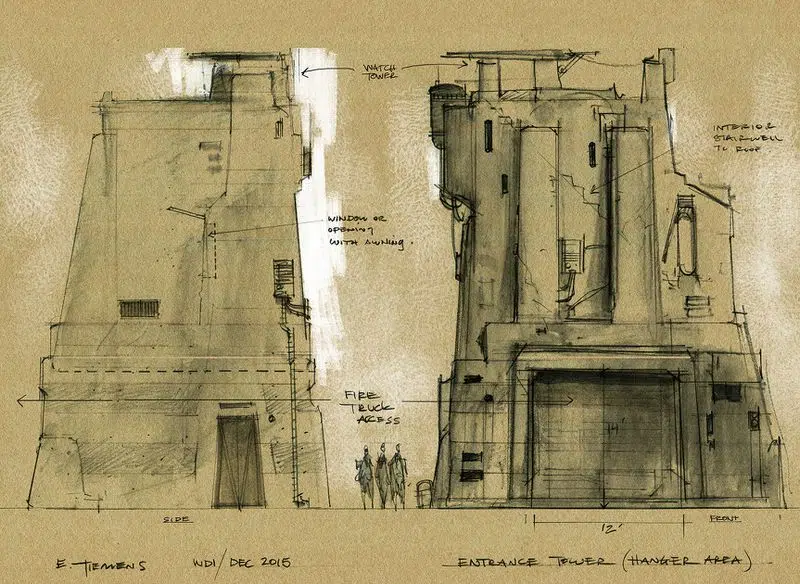 WATCH
TOWER
INTERIOR
STAIRWELL
TO ROOF
WINDOW OR
OPENING
WITH AWNING.
FIRE
TRUCK
ACCESS
14'
SIDE
12'
FRONT
E. TIEMENS
WDI/DEC 2015
ENTRANCE TOWER (HANGER AREA)